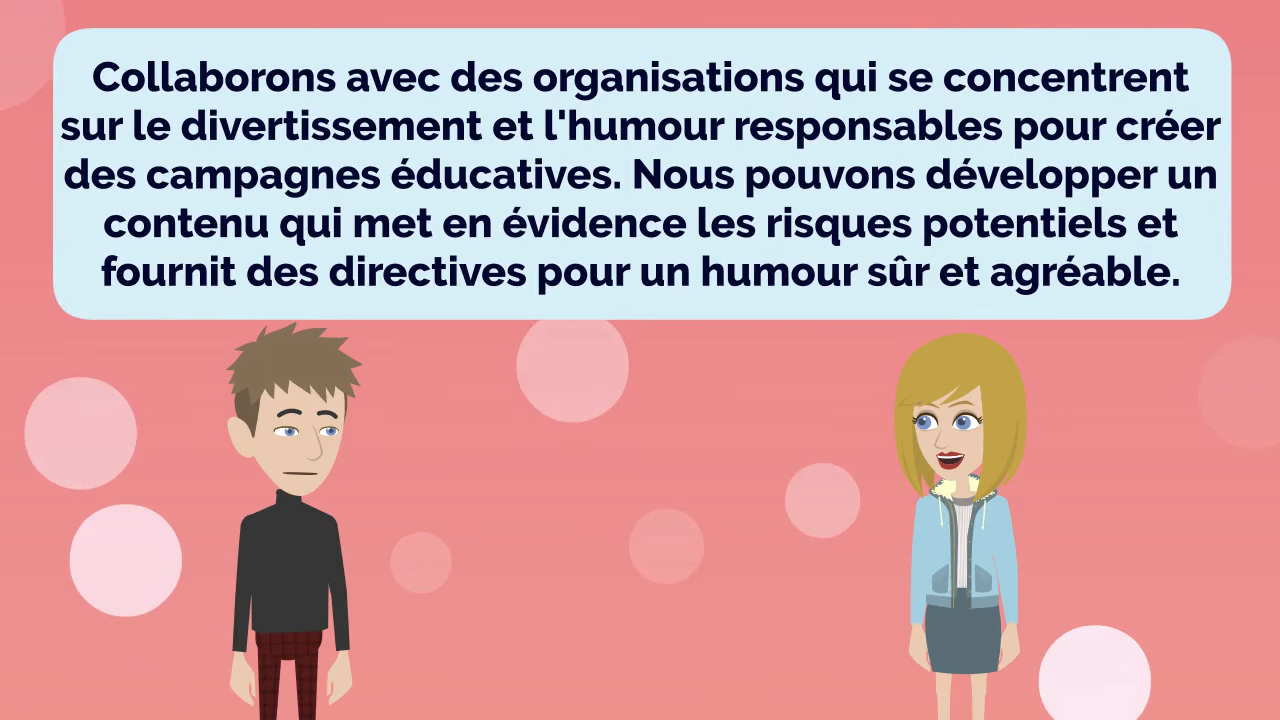 Collaborons avec des organisations qui se concentrent
sur le divertissement et l'humour responsables pour créer
des campagnes éducatives. Nous pouvons développer un
contenu qui met en évidence les risques potentiels et
fournit des directives pour un humour sûr et agréable.